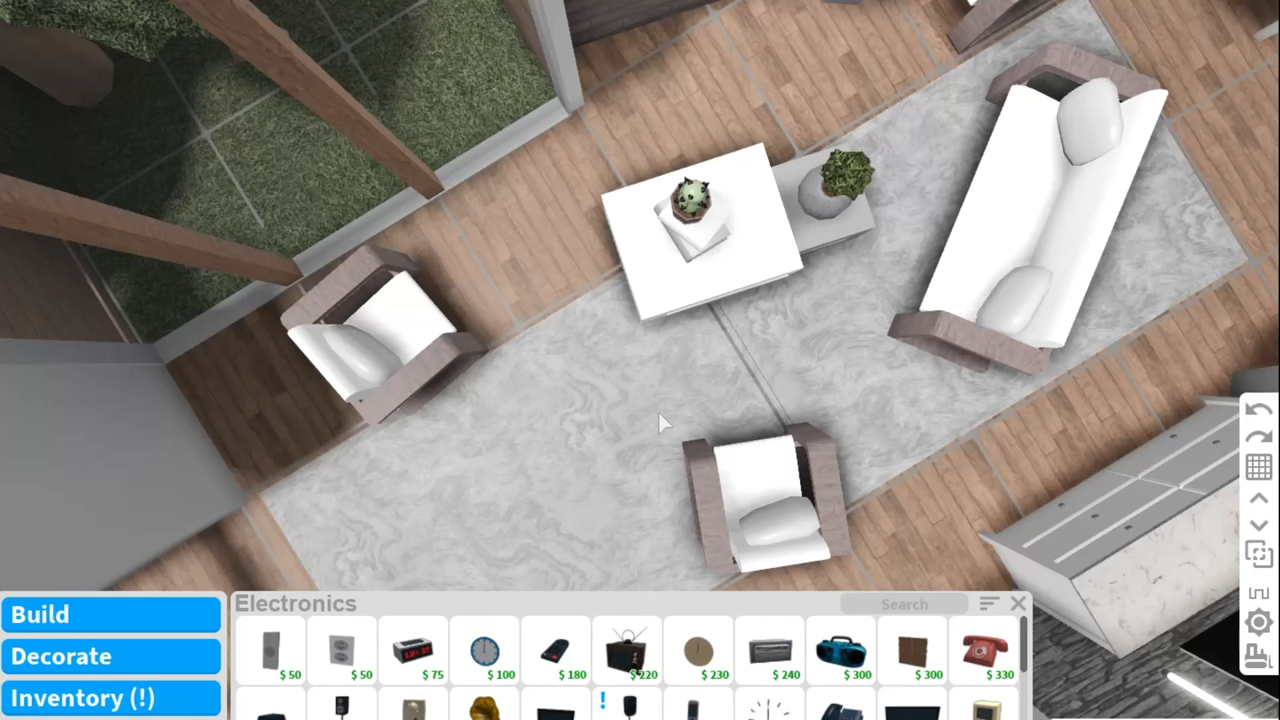 Build
Decorate
Inventory (!)
Electronics
Search
$ 50
$ 50
$ 75
$ 100
$ 180
$ 220
$ 230
$ 240
$ 300
$ 300
$ 330
!